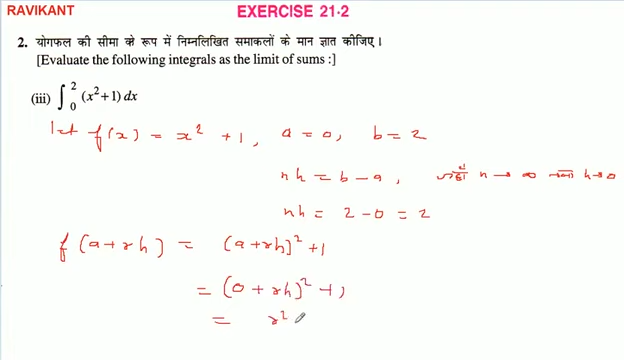 RAVIKANT
EXERCISE 21·2
2. योगफल की सीमा के रूप में निम्नलिखित समाकलों के मान ज्ञात कीजिए ।
[Evaluate the following integrals as the limit of sums :]
(iii) ∫₀² (x²+1) dx
let f(x) = x² + 1, a = 0, b = 2
nh = b - a, जहाँ n → ∞ तथा h → 0
nh = 2 - 0 = 2
f(a+rh) = (a+rh)² + 1
= (0 + rh)² + 1
= r²